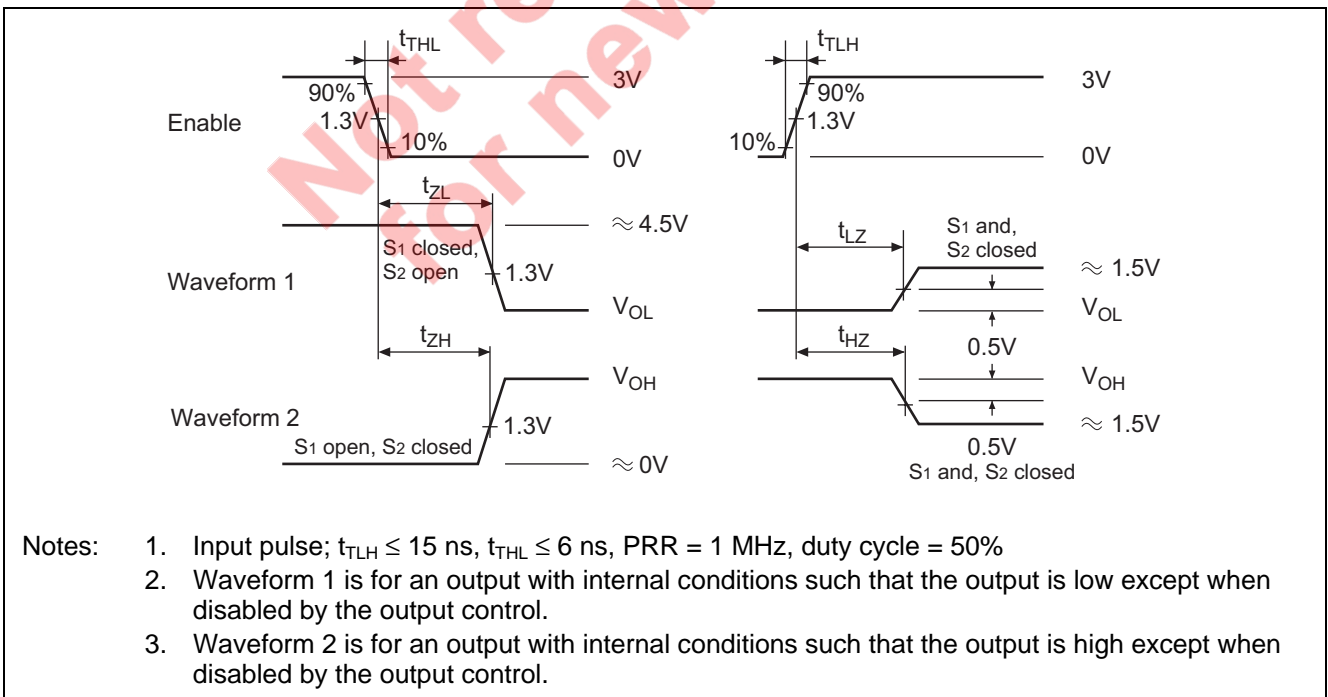 Not re
for new
tTHL
tTLH
3V
3V
90%
90%
Enable
1.3V
1.3V
10%
10%
0V
0V
tZL
≈ 4.5V
S1 closed,
S2 open
tLZ
S1 and,
S2 closed
Waveform 1
1.3V
≈ 1.5V
VOL
VOL
tZH
tHZ
0.5V
VOH
VOH
Waveform 2
1.3V
≈ 1.5V
S1 open, S2 closed
≈ 0V
0.5V
S1 and, S2 closed
Notes: 1. Input pulse; tTLH ≤ 15 ns, tTHL ≤ 6 ns, PRR = 1 MHz, duty cycle = 50%
2. Waveform 1 is for an output with internal conditions such that the output is low except when
disabled by the output control.
3. Waveform 2 is for an output with internal conditions such that the output is high except when
disabled by the output control.